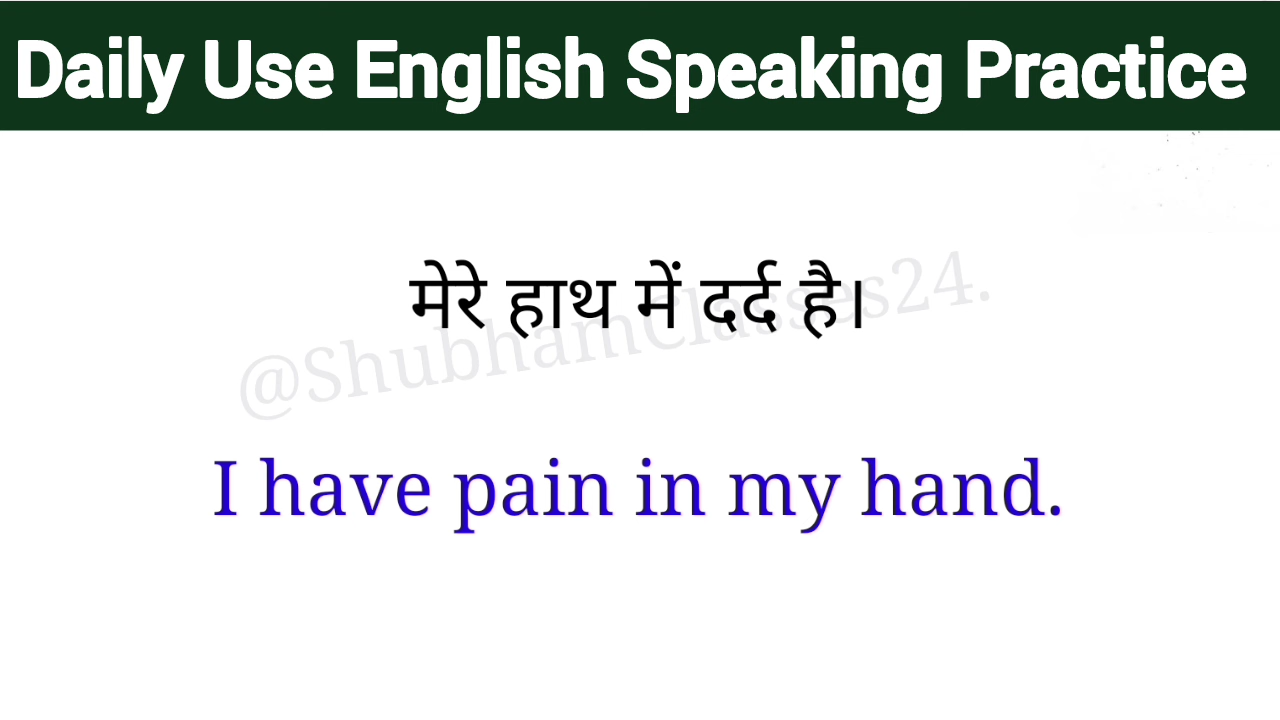 Daily Use English Speaking Practice
मेरे हाथ में दर्द है।
@ShubhamClasses24.
I have pain in my hand.